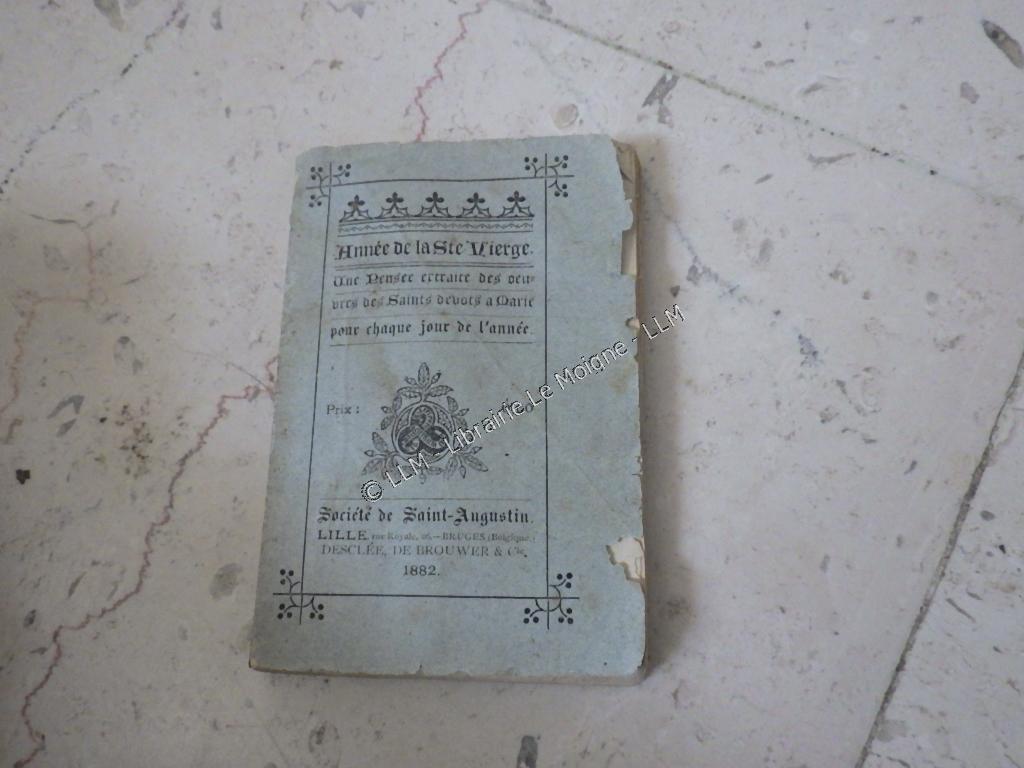 Année de la Ste Vierge.
Une Pensée extraite des oeu-
vres des Saints dévots à Marie
pour chaque jour de l'année.
Prix :
Société de Saint-Augustin.
LILLE, rue Royale, 26. — BRUGES (Belgique.)
DESCLÉE, DE BROUWER & Cie.
1882.
© LLM - Librairie Le Moigne - LLM